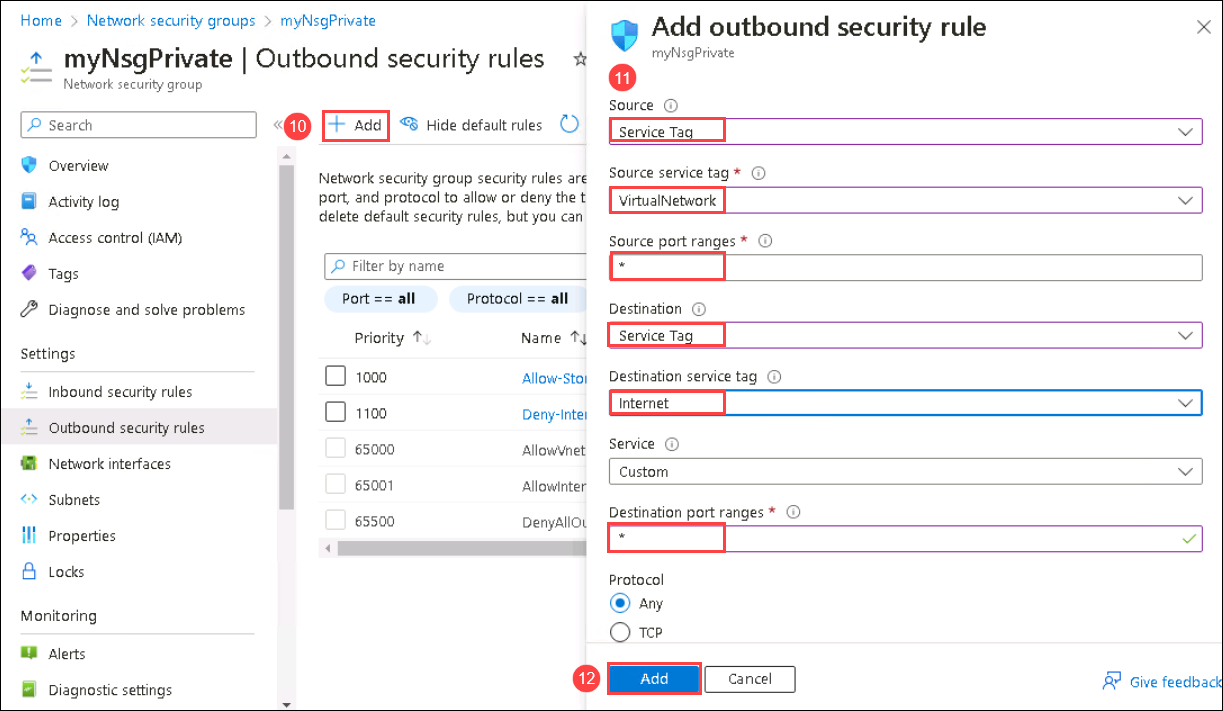 Home > Network security groups > myNsgPrivate
myNsgPrivate | Outbound security rules
Network security group
Search
«
10
Add
Hide default rules
Overview
Activity log
Access control (IAM)
Tags
Diagnose and solve problems
Settings
Inbound security rules
Outbound security rules
Network interfaces
Subnets
Properties
Locks
Monitoring
Alerts
Diagnostic settings
Network security group security rules are
port, and protocol to allow or deny the t
delete default security rules, but you can
Filter by name
Port == all
Protocol == all
Priority ↑↓ Name ↑↓
1000 Allow-Stor
1100 Deny-Inter
65000 AllowVnet
65001 AllowInter
65500 DenyAllOu
Add outbound security rule
myNsgPrivate
11
Source
Service Tag
Source service tag *
VirtualNetwork
Source port ranges *
*
Destination
Service Tag
Destination service tag
Internet
Service
Custom
Destination port ranges *
*
Protocol
Any
TCP
12
Add
Cancel
Give feedback